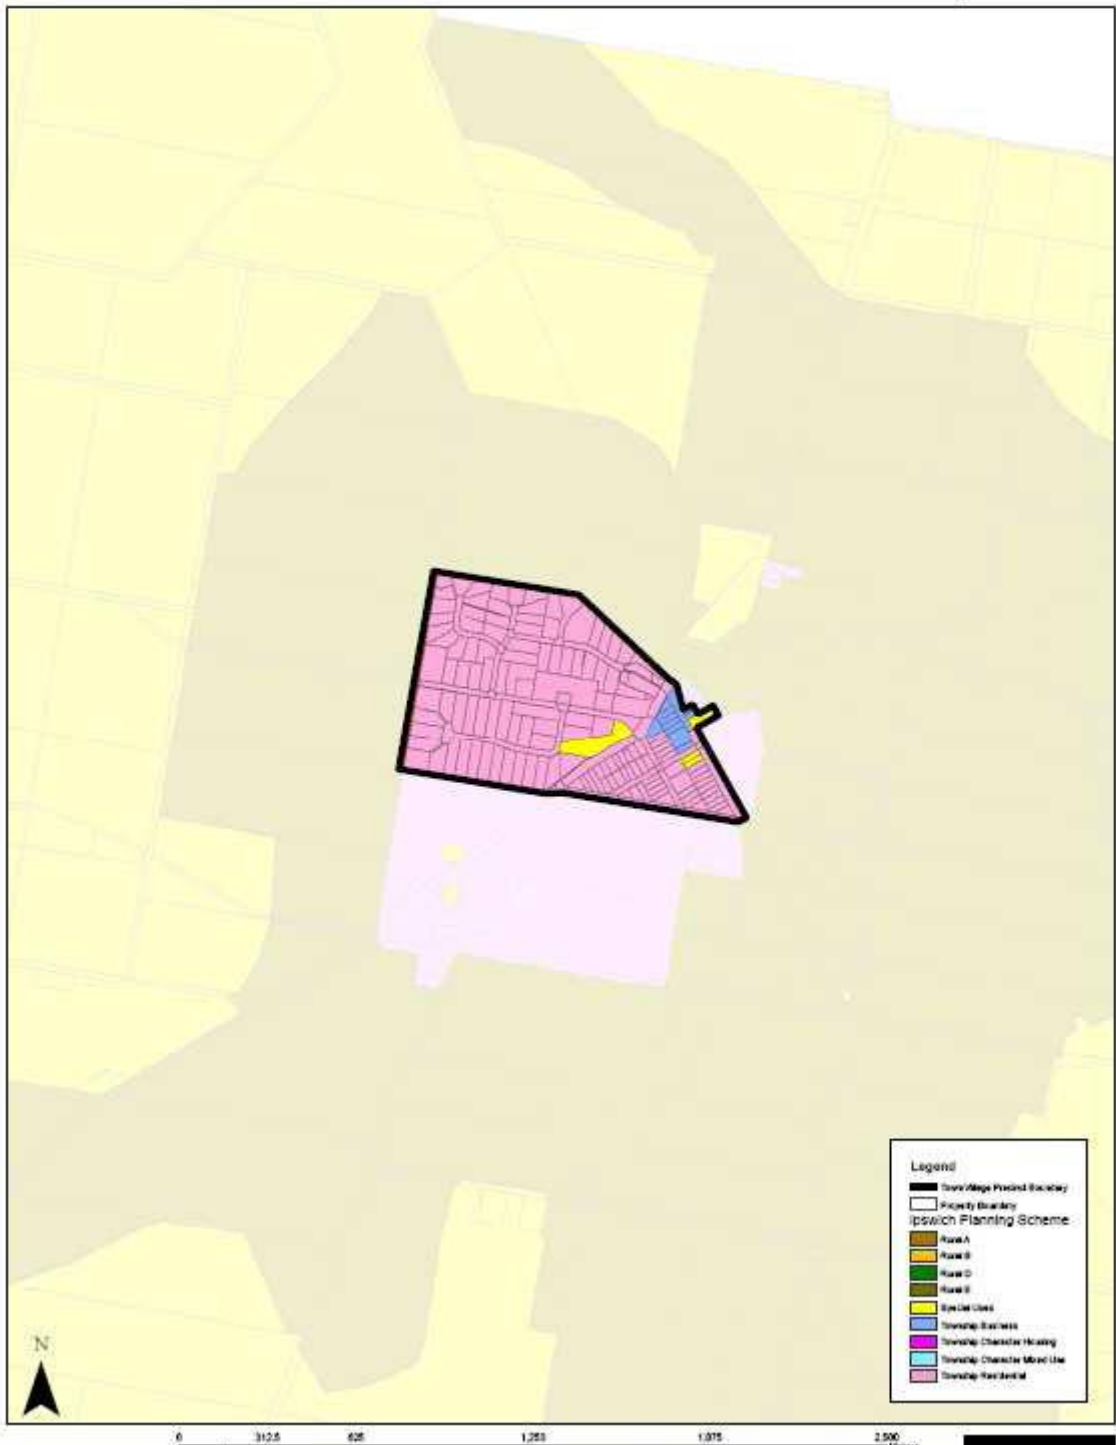 Legend
Town/Village Precinct Boundary
Property Boundary
Ipswich Planning Scheme
Rural A
Rural B
Rural D
Rural E
Special Uses
Township Business
Township Character Housing
Township Character Mixed Use
Township Residential
N
0 312.5 625 1,250 1,875 2,500